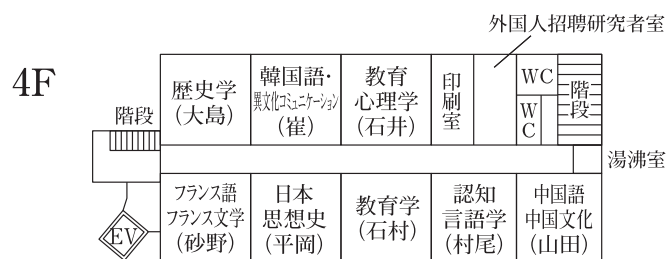 外国人招聘研究者室
4F
階段
歴史学
(大島)
韓国語・
異文化コミュニケーション
(崔)
教育
心理学
(石井)
印刷室
WC
WC
階段
湯沸室
EV
フランス語
フランス文学
(砂野)
日本
思想史
(平岡)
教育学
(石村)
認知
言語学
(村尾)
中国語
中国文化
(山田)